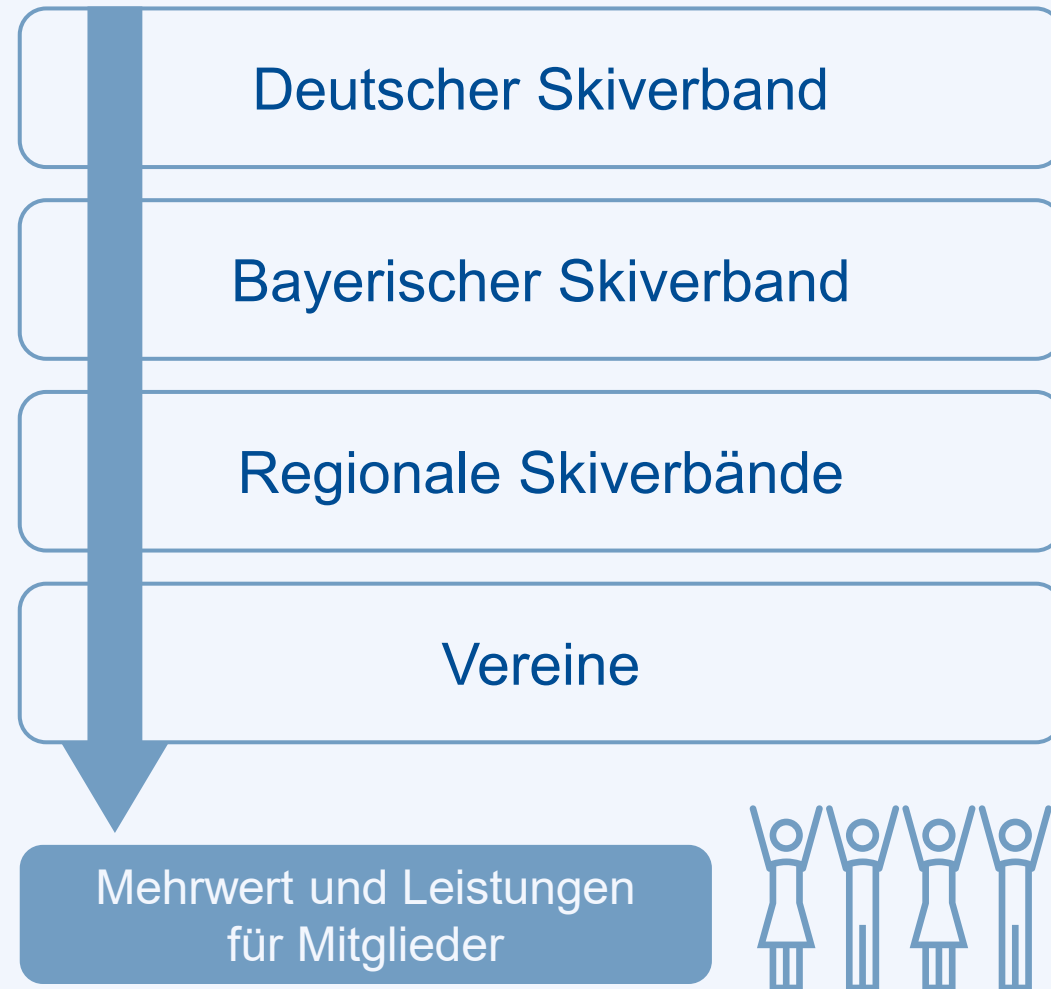 Deutscher Skiverband
Bayerischer Skiverband
Regionale Skiverbände
Vereine
Mehrwert und Leistungen
für Mitglieder